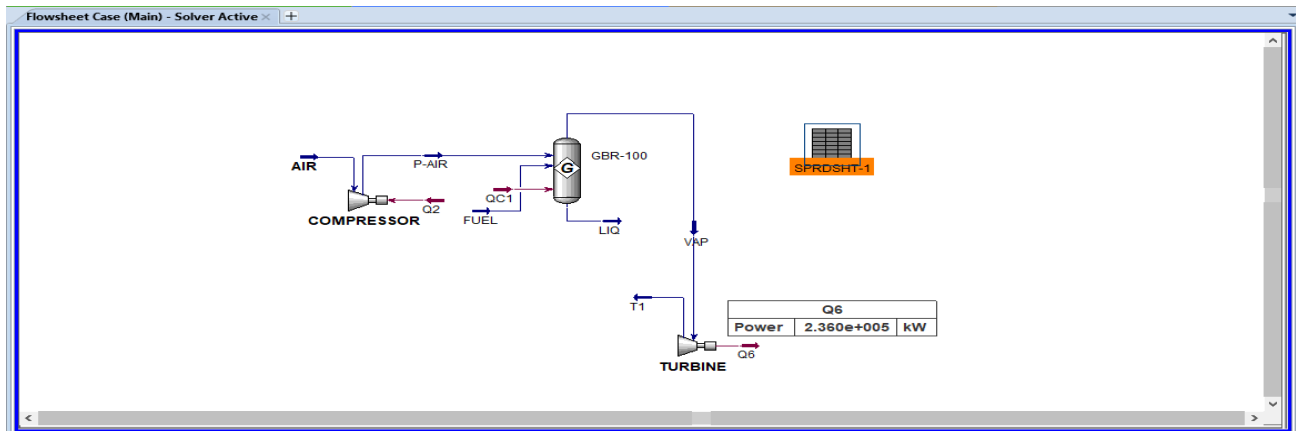 Flowsheet Case (Main) - Solver Active × +
GBR-100
AIR
P-AIR
G
SPRDSHT-1
COMPRESSOR
Q2
QC1
FUEL
LIQ
VAP
T1
Q6
Power 2.360e+005 kW
Q6
TURBINE